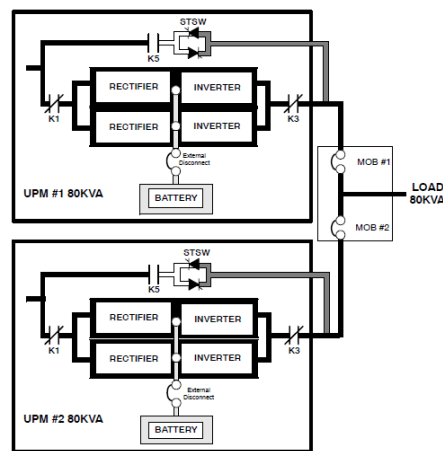 STSW
K5
RECTIFIER
INVERTER
K1
RECTIFIER
INVERTER
K3
External
Disconnect
MOB #1
UPM #1 80KVA
BATTERY
LOAD
80KVA
MOB #2
STSW
K5
RECTIFIER
INVERTER
K1
RECTIFIER
INVERTER
K3
External
Disconnect
UPM #2 80KVA
BATTERY